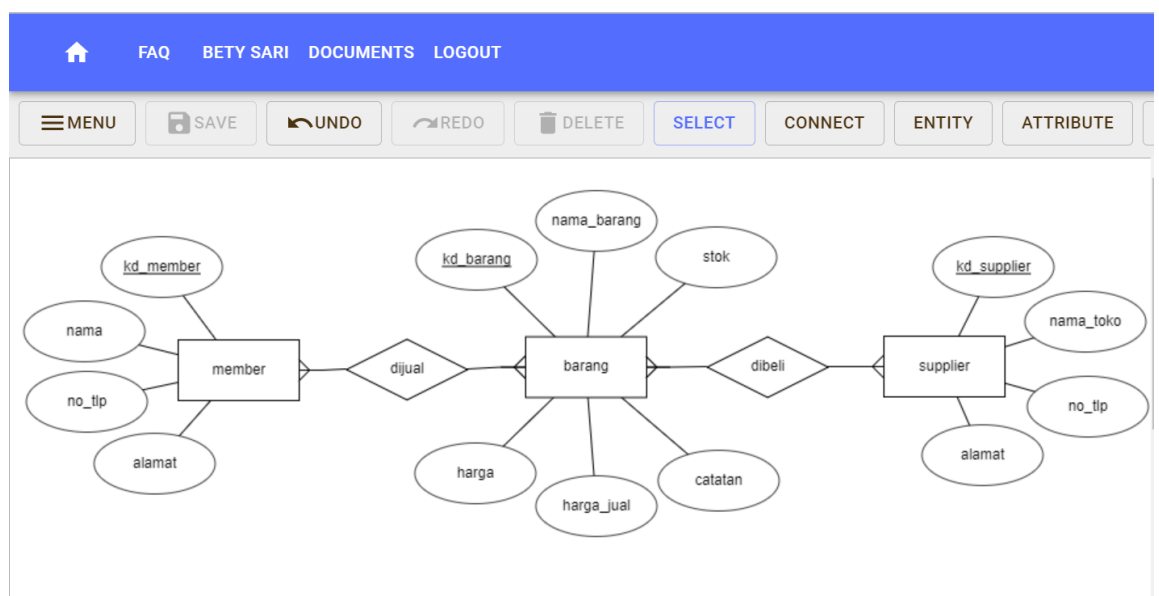 FAQ BETY SARI DOCUMENTS LOGOUT
MENU SAVE UNDO REDO DELETE SELECT CONNECT ENTITY ATTRIBUTE
nama_barang
kd_barang
stok
kd_member
kd_supplier
nama
nama_toko
member
dijual
barang
dibeli
supplier
no_tlp
no_tlp
alamat
alamat
harga
catatan
harga_jual